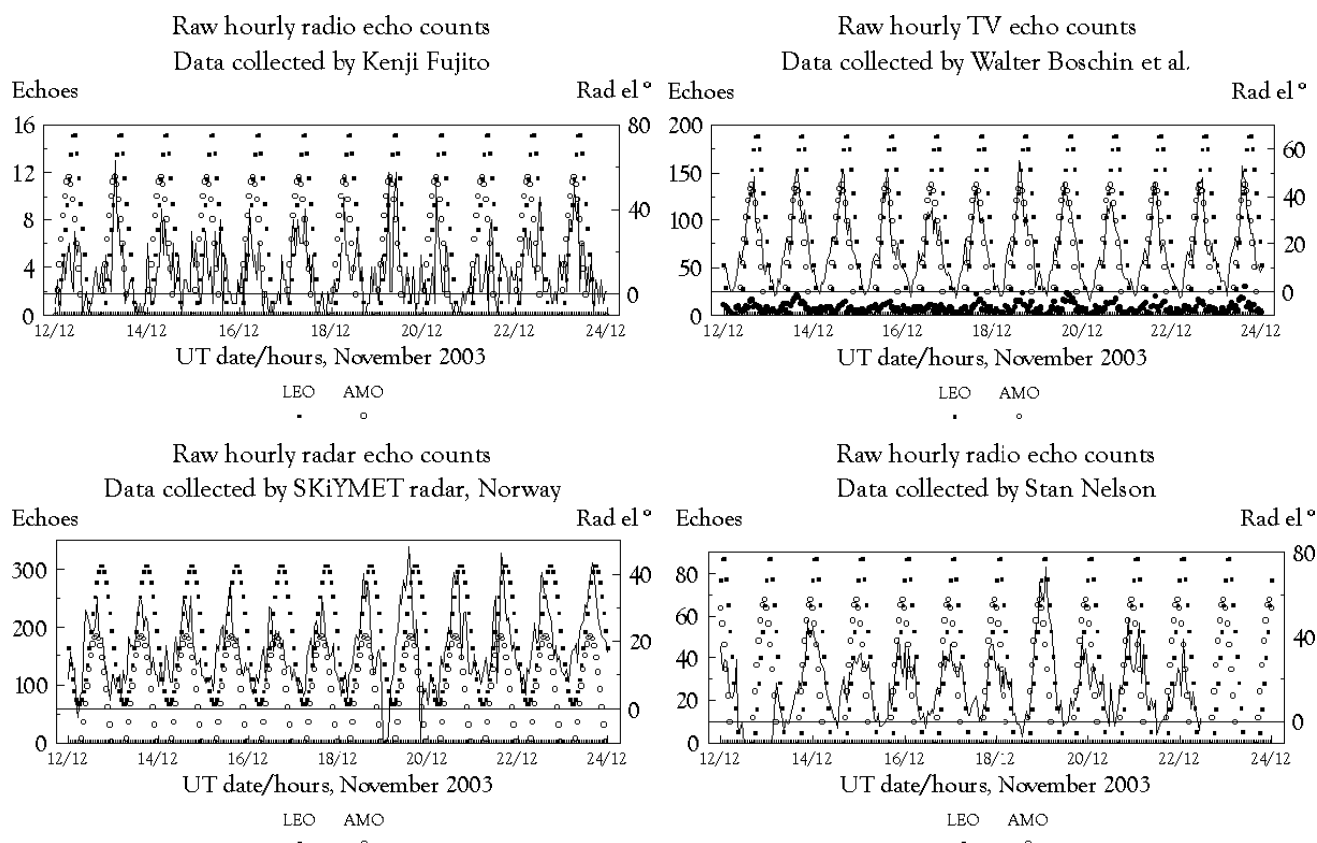 Raw hourly radio echo counts
Data collected by Kenji Fujito
Echoes Rad el °
16 80
12
8 40
4
0
0
12/12 14/12 16/12 18/12 20/12 22/12 24/12
UT date/hours, November 2003
LEO AMO
Raw hourly TV echo counts
Data collected by Walter Boschin et al.
Echoes Rad el °
200
60
150
40
100
20
50
0
0
12/12 14/12 16/12 18/12 20/12 22/12 24/12
UT date/hours, November 2003
LEO AMO
Raw hourly radar echo counts
Data collected by SKiYMET radar, Norway
Echoes Rad el °
300 40
200
20
100
0
0
12/12 14/12 16/12 18/12 20/12 22/12 24/12
UT date/hours, November 2003
LEO AMO
Raw hourly radio echo counts
Data collected by Stan Nelson
Echoes Rad el °
80 80
60
40 40
20
0
0
12/12 14/12 16/12 18/12 20/12 22/12 24/12
UT date/hours, November 2003
LEO AMO